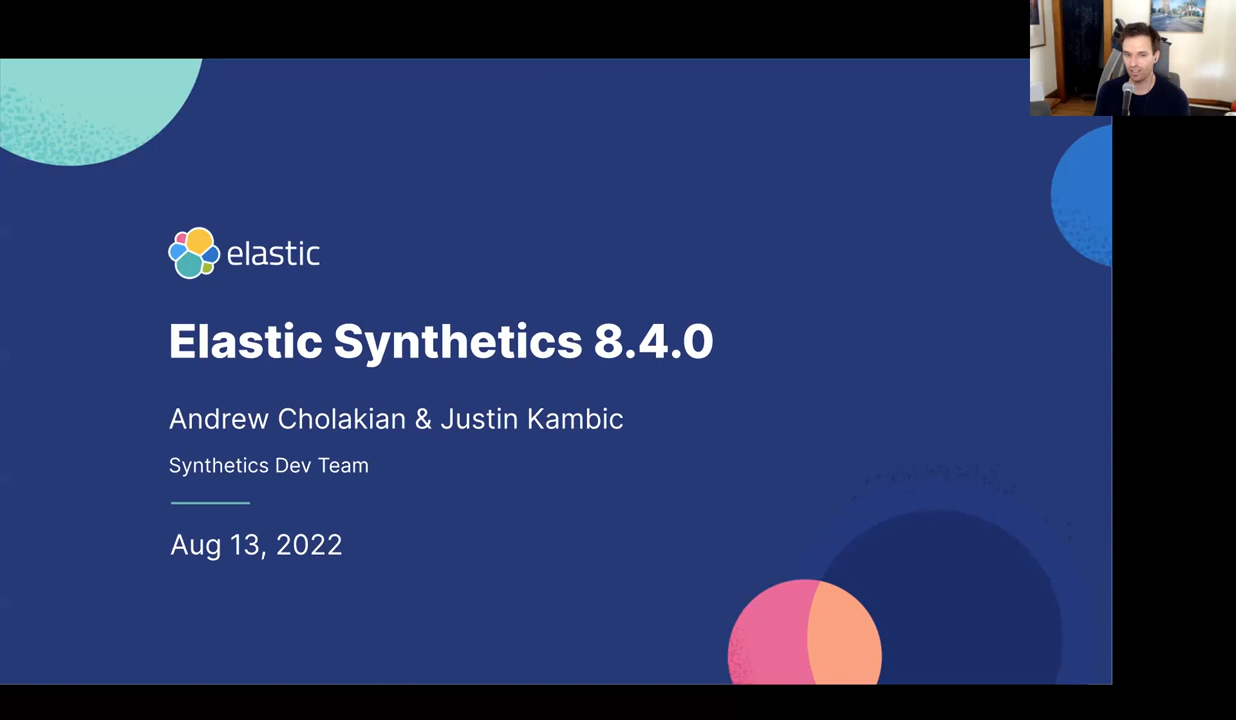 elastic
Elastic Synthetics 8.4.0
Andrew Cholakian & Justin Kambic
Synthetics Dev Team
Aug 13, 2022